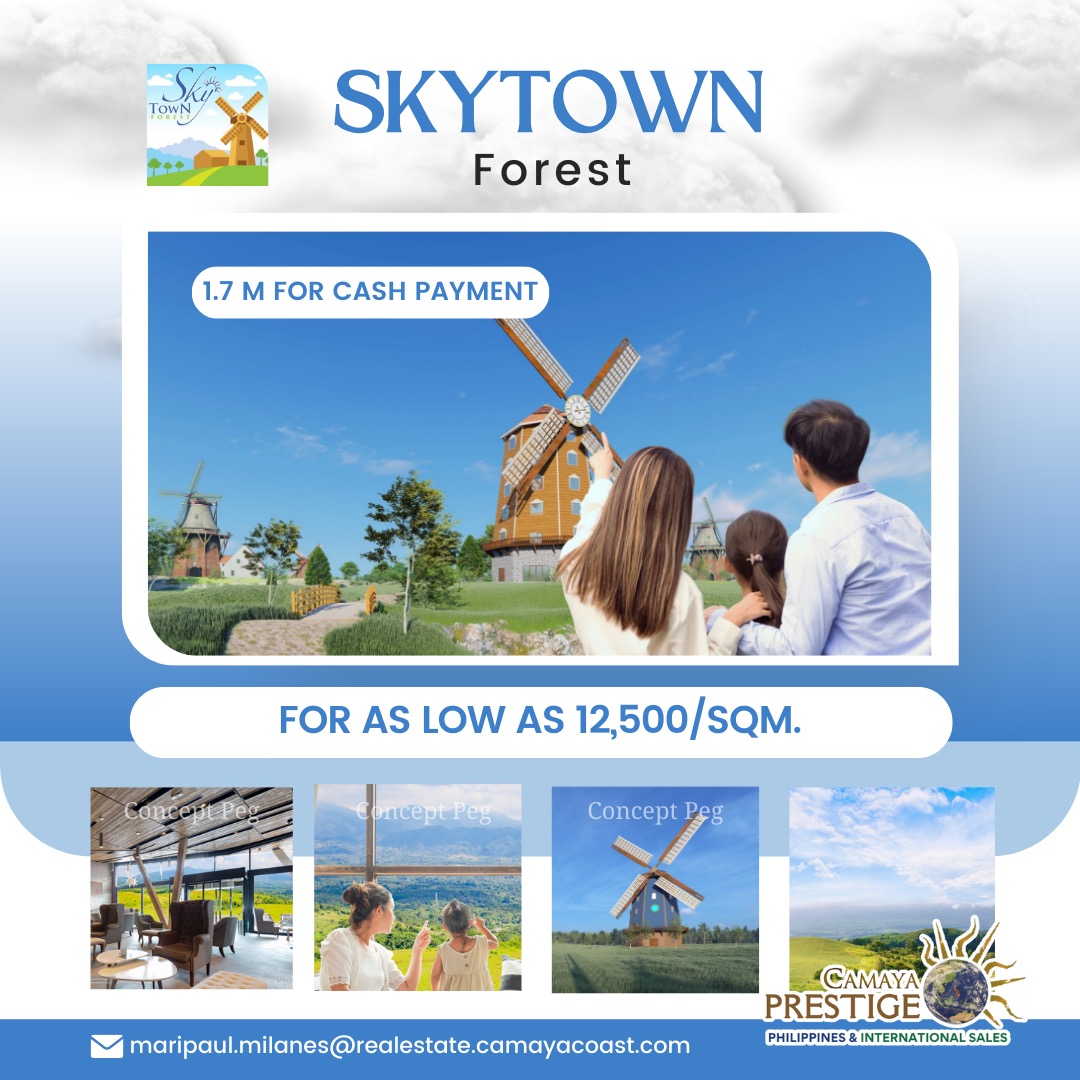 Sky
TOWN
FOREST
SKYTOWN
Forest
1.7 M FOR CASH PAYMENT
FOR AS LOW AS 12,500/SQM.
Concept Peg
Concept Peg
Concept Peg
CAMAYA
PRESTIGE
PHILIPPINES & INTERNATIONAL SALES
maripaul.milanes@realestate.camayacoast.com